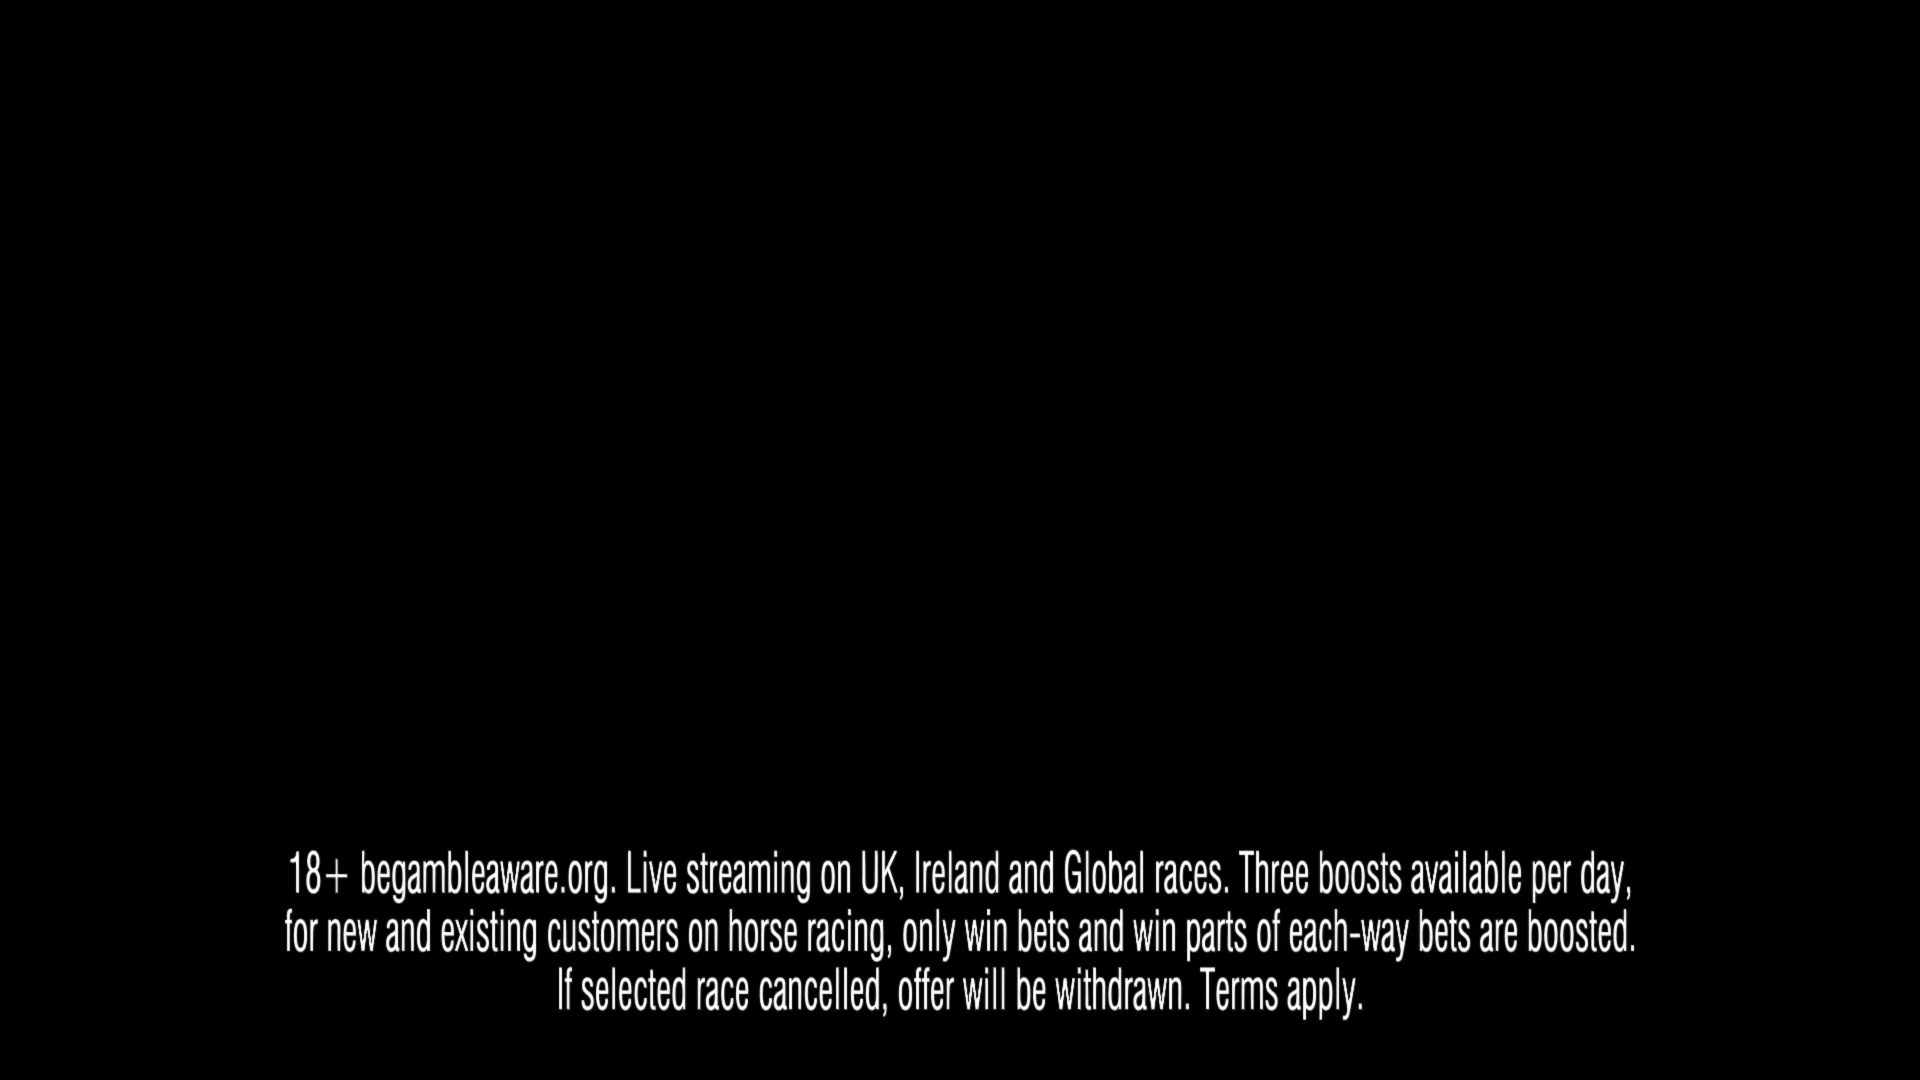 18+ begambleaware.org. Live streaming on UK, Ireland and Global races. Three boosts available per day,
for new and existing customers on horse racing, only win bets and win parts of each-way bets are boosted.
If selected race cancelled, offer will be withdrawn. Terms apply.